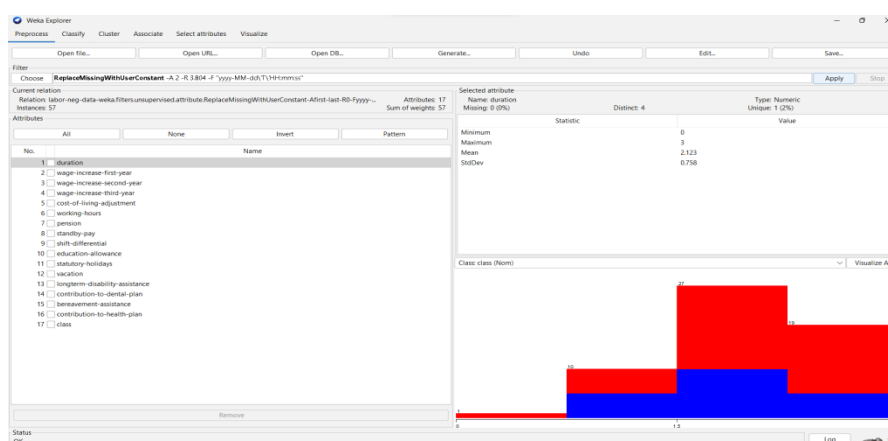 Weka Explorer
Preprocess Classify Cluster Associate Select attributes Visualize
Open file... Open URL... Open DB... Generate... Undo Edit... Save...
Filter
Choose ReplaceMissingWithUserConstant -A 2 -R 3.804 -F "yyyy-MM-dd\'T\'HH:mm:ss" Apply Stop
Current relation
Relation: labor-neg-data-weka.filters.unsupervised.attribute.ReplaceMissingWithUserConstant-Afirst-last-R0-Fyyyy-... Attributes: 17
Instances: 57 Sum of weights: 57
Attributes
All None Invert Pattern
No. Name
1 duration
2 wage-increase-first-year
3 wage-increase-second-year
4 wage-increase-third-year
5 cost-of-living-adjustment
6 working-hours
7 pension
8 standby-pay
9 shift-differential
10 education-allowance
11 statutory-holidays
12 vacation
13 longterm-disability-assistance
14 contribution-to-dental-plan
15 bereavement-assistance
16 contribution-to-health-plan
17 class
Remove
Selected attribute
Name: duration Type: Numeric
Missing: 0 (0%) Distinct: 4 Unique: 1 (2%)
Statistic Value
Minimum 0
Maximum 3
Mean 2.123
StdDev 0.758
Class: class (Nom) Visualize A
27
19
10
1
0 1.5
Status
OK
Log